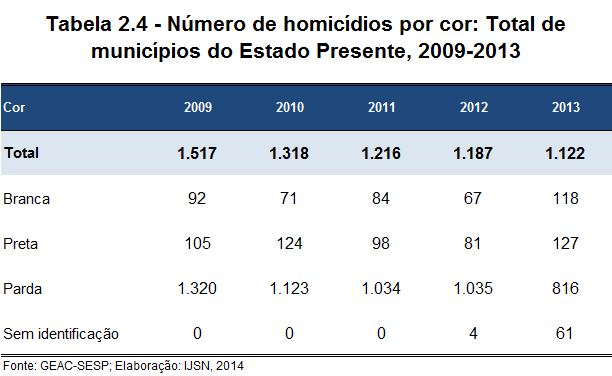 Tabela 2.4 - Número de homicídios por cor: Total de
municípios do Estado Presente, 2009-2013
Cor 2009 2010 2011 2012 2013
Total 1.517 1.318 1.216 1.187 1.122
Branca 92 71 84 67 118
Preta 105 124 98 81 127
Parda 1.320 1.123 1.034 1.035 816
Sem identificação 0 0 0 4 61
Fonte: GEAC-SESP; Elaboração: IJSN, 2014